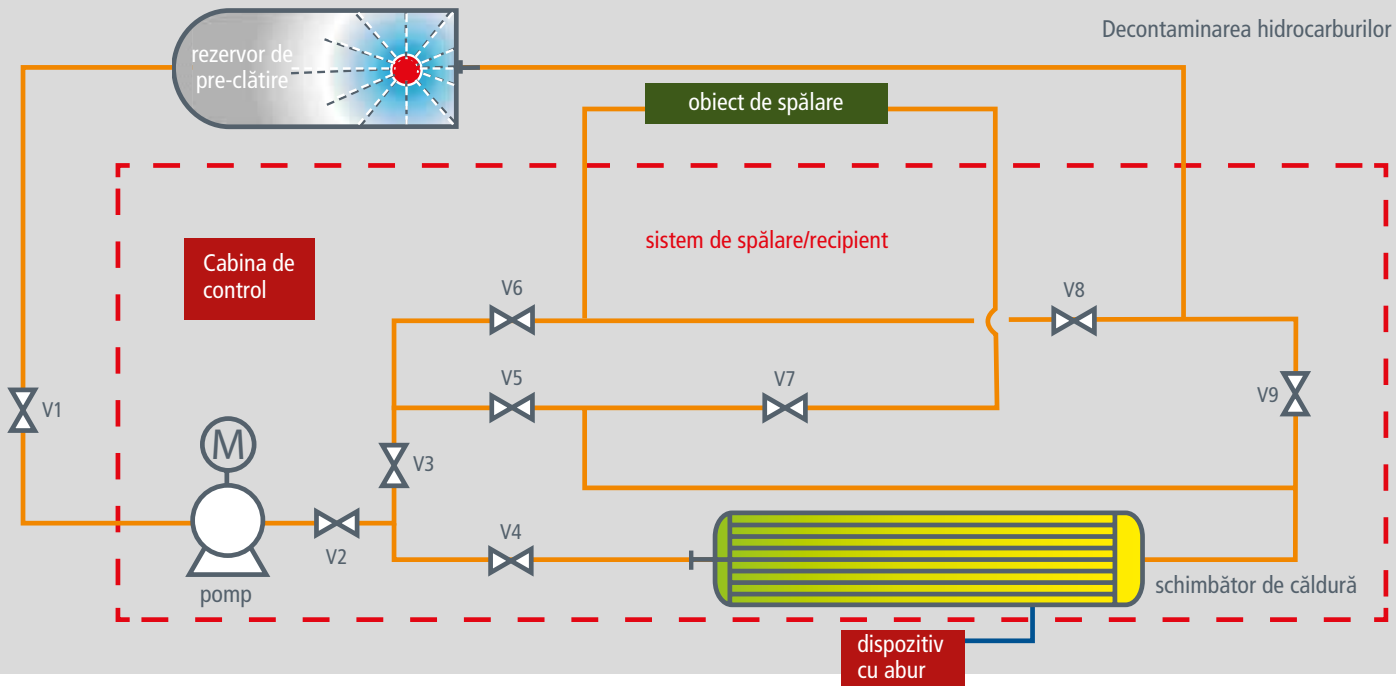 Decontaminarea hidrocarburilor
rezervor de
pre-clătire
obiect de spălare
sistem de spălare/recipient
Cabina de
control
V6
V8
V5
V7
V1
V9
M
V3
V2
V4
pomp
schimbător de căldură
dispozitiv
cu abur